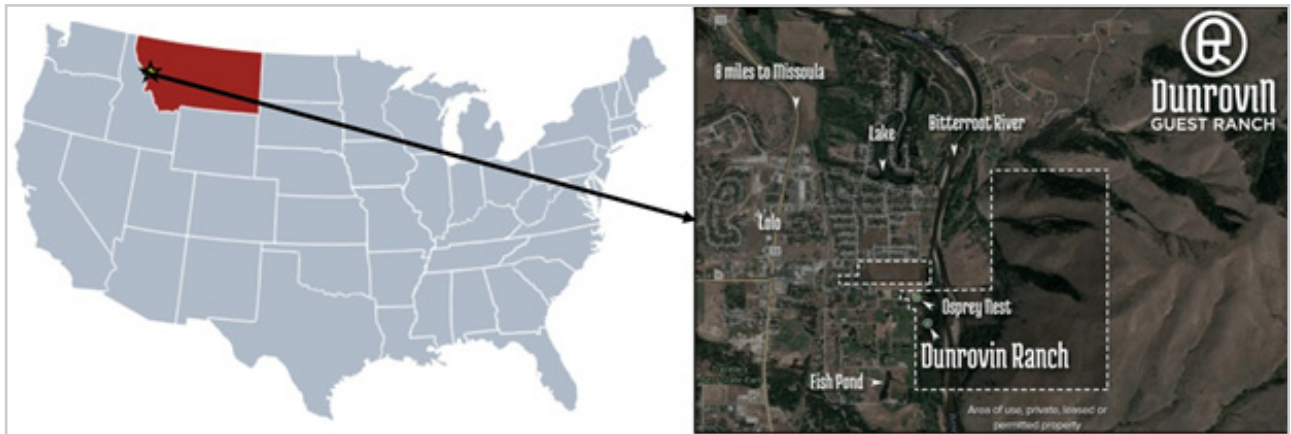 DUNROVIN
GUEST RANCH
8 miles to Missoula
Lake
Bitterroot River
Lolo
Osprey Nest
Dunrovin Ranch
Fish Pond
Area of use, private, leased or
permitted property